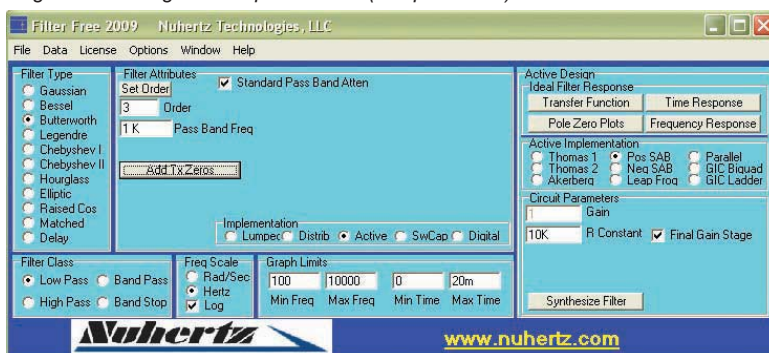 Filter Free 2009 Nuhertz Technologies, LLC
File Data License Options Window Help
Filter Type
Gaussian
Bessel
Butterworth
Legendre
Chebyshev I
Chebyshev II
Hourglass
Elliptic
Raised Cos
Matched
Delay
Filter Attributes
Set Order
Standard Pass Band Atten
3 Order
1 K Pass Band Freq
Add Tx Zeros
Implementation
Lumped Distrib Active SwCap Digital
Active Design
Ideal Filter Response
Transfer Function Time Response
Pole Zero Plots Frequency Response
Active Implementation
Thomas 1 Pos SAB Parallel
Thomas 2 Neg SAB GIC Biquad
Akerberg Leap Frog GIC Ladder
Circuit Parameters
1 Gain
10K R Constant Final Gain Stage
Synthesize Filter
Filter Class
Low Pass Band Pass
High Pass Band Stop
Freq Scale
Rad/Sec
Hertz
Log
Graph Limits
100 10000 0 20m
Min Freq Max Freq Min Time Max Time
Nuhertz
www.nuhertz.com